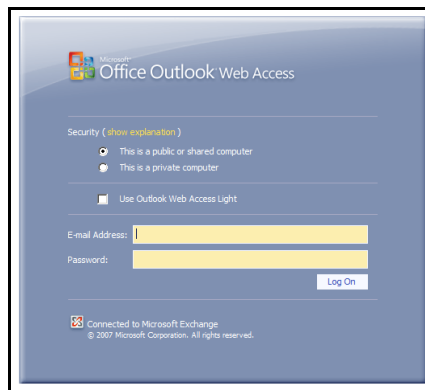 Microsoft®
Office Outlook Web Access
Security ( show explanation )
This is a public or shared computer
This is a private computer
Use Outlook Web Access Light
E-mail Address:
Password:
Log On
Connected to Microsoft Exchange
© 2007 Microsoft Corporation. All rights reserved.